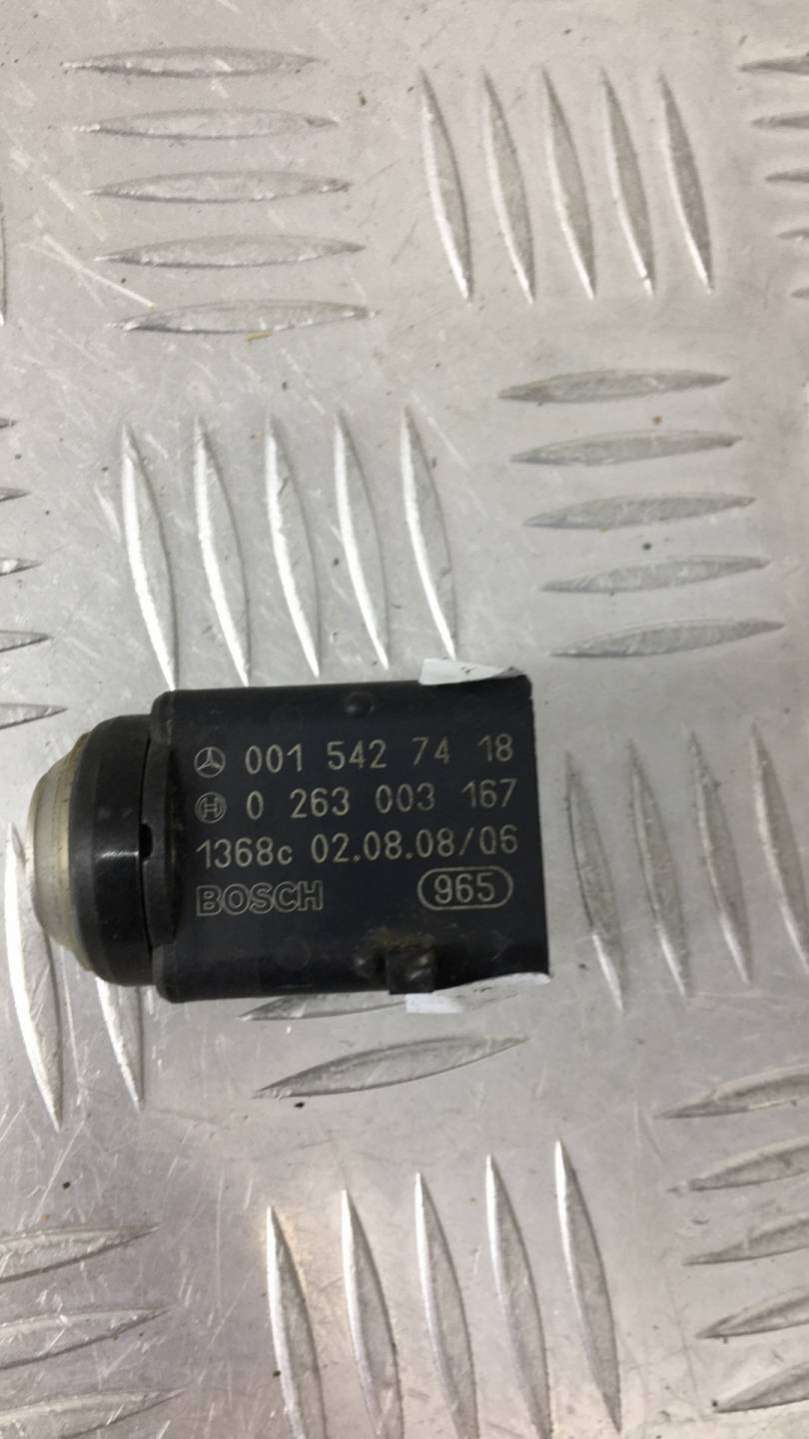 001 542 74 18
0 263 003 167
1368c 02.08.08/06
BOSCH 965